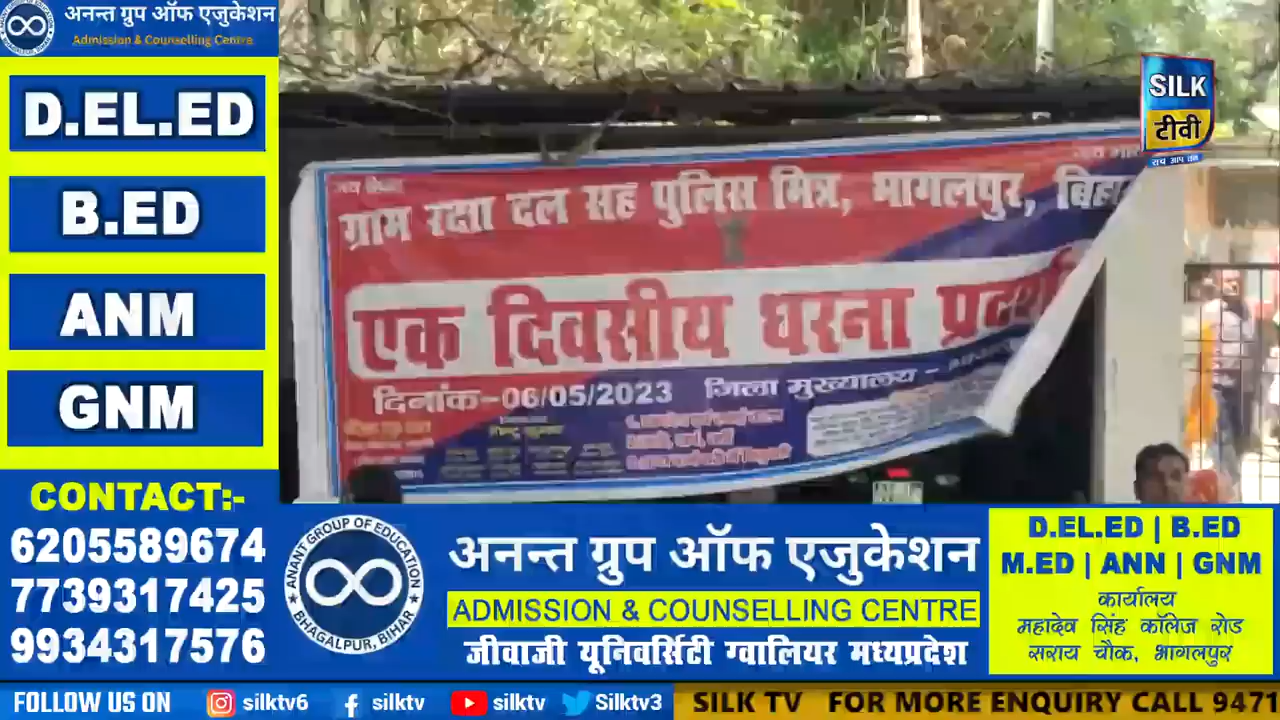 अनन्त ग्रुप ऑफ एजुकेशन
Admission & Counselling Centre
D.EL.ED
B.ED
ANM
GNM
CONTACT:-
6205589674
7739317425
9934317576
SILK
टीवी
ग्राम रक्षा दल सह पुलिस मित्र, भागलपुर,
एक दिवसीय धरना
दिनांक-06/05/2023 जिला मुख्यालय -
ANANT GROUP OF EDUCATION
BHAGALPUR, BIHAR
अनन्त ग्रुप ऑफ एजुकेशन
ADMISSION & COUNSELLING CENTRE
जीवाजी यूनिवर्सिटी ग्वालियर मध्यप्रदेश
D.EL.ED | B.ED
M.ED | ANN | GNM
कार्यालय
महादेव सिंह कॉलेज रोड
सराय चौक, भागलपुर
FOLLOW US ON silktv6 silktv silktv Silktv3 SILK TV FOR MORE ENQUIRY CALL 9471